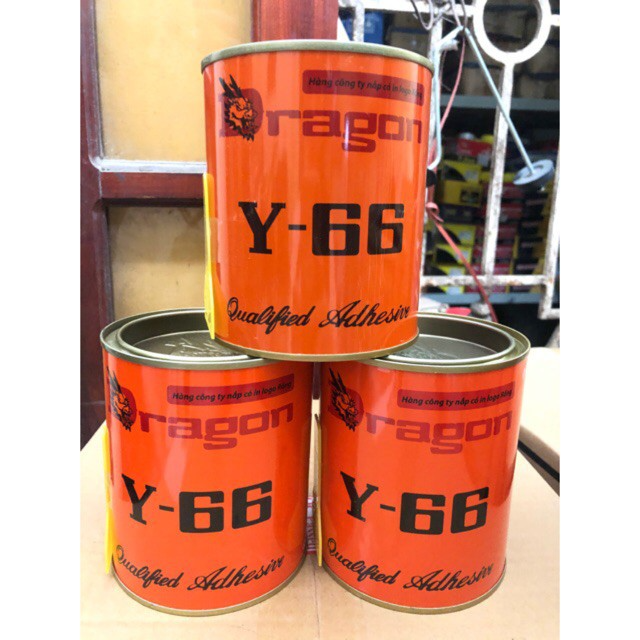 Hàng công ty nắp có in logo Rồng
Dragon
Y-66
Qualified Adhesive
Hàng công ty nắp có in logo Rồng
Dragon
Y-66
Qualified Adhesive
Hàng công ty nắp có in logo Rồng
Dragon
Y-66
Qualified Adhesive